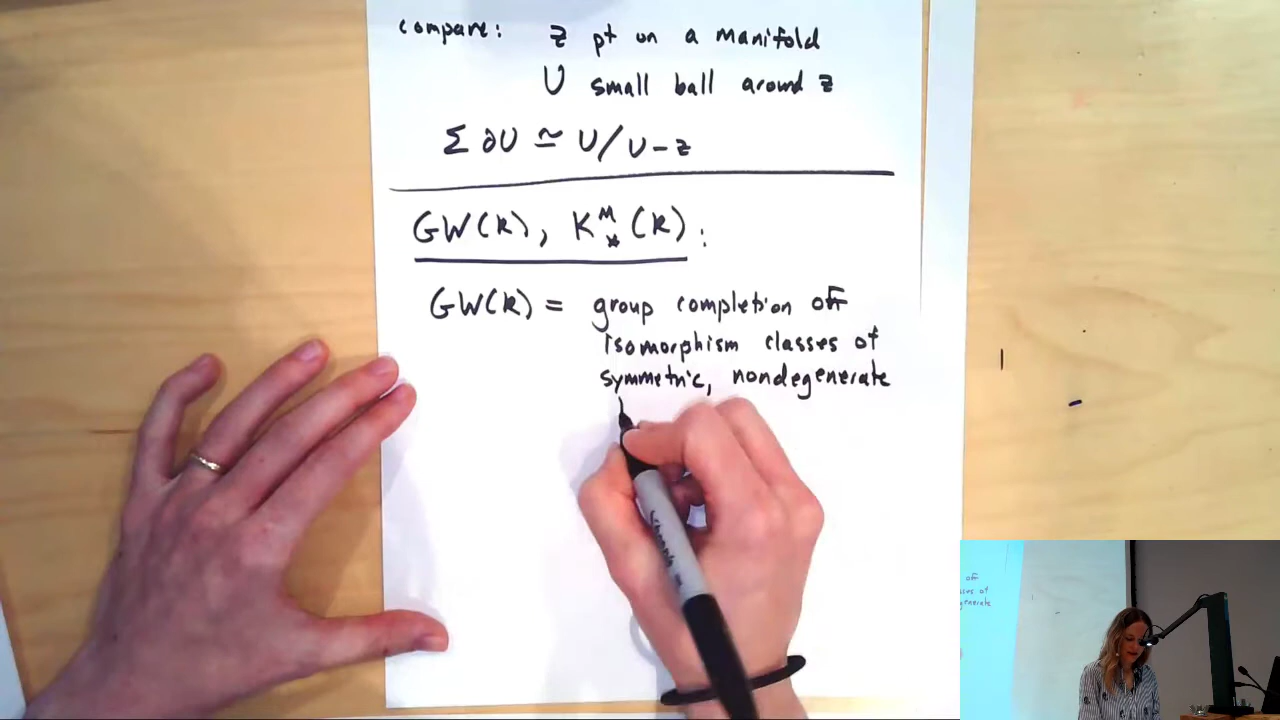 compare: z pt on a manifold
U small ball around z
Σ ∂U ≃ U/U-z
GW(k), K^M_*(k):
GW(k) = group completion of
isomorphism classes of
symmetric, nondegenerate